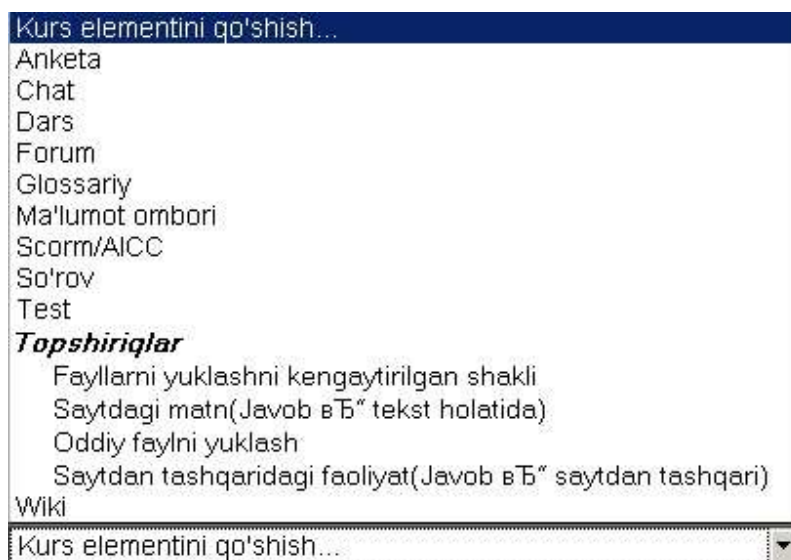 Kurs elementini qo'shish...
Anketa
Chat
Dars
Forum
Glossariy
Ma'lumot ombori
Scorm/AICC
So'rov
Test
Topshiriqlar
Fayllarni yuklashni kengaytirilgan shakli
Saytdagi matn(Javob вЂ“ tekst holatida)
Oddiy faylni yuklash
Saytdan tashqaridagi faoliyat(Javob вЂ“ saytdan tashqari)
Wiki
Kurs elementini qo'shish...